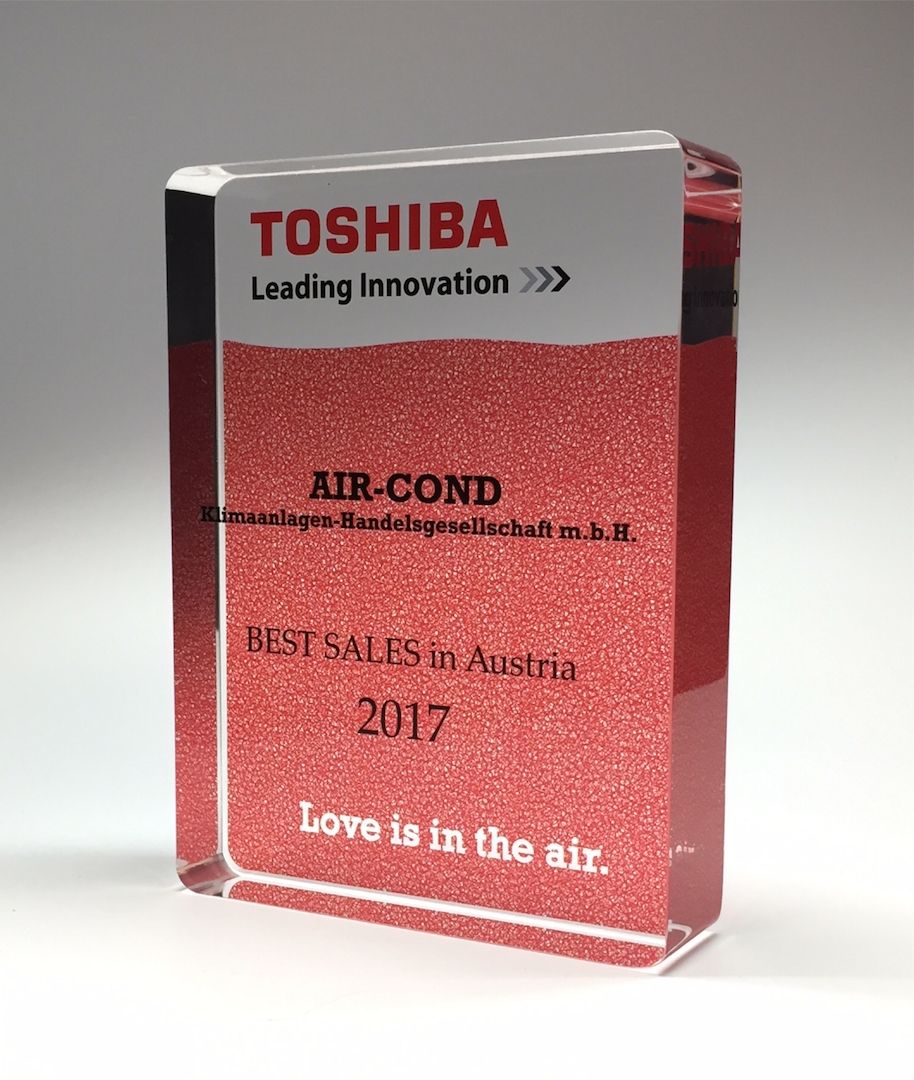 TOSHIBA
Leading Innovation
AIR-COND
Klimaanlagen-Handelsgesellschaft m.b.H.
BEST SALES in Austria
2017
Love is in the air.